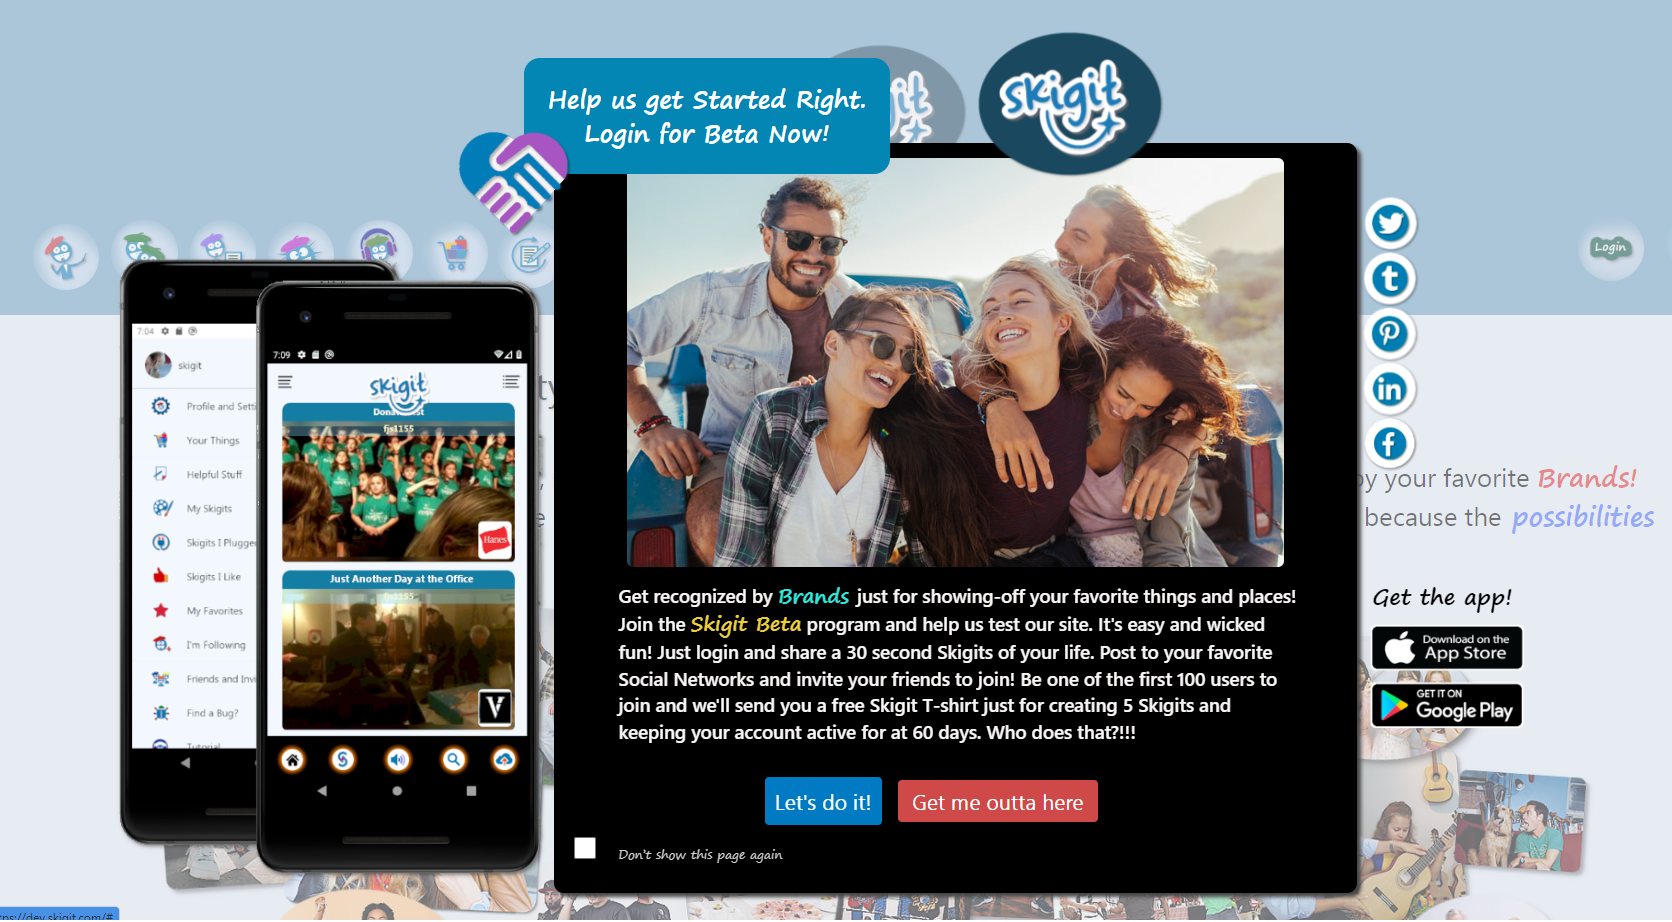 Help us get Started Right.
Login for Beta Now!
skigit
Login
7:04
skigit
Profile and Setti
Your Things
Helpful Stuff
My Skigits
Skigits I Plugge
Skigits I Like
My Favorites
I'm Following
Friends and Invi
Find a Bug?
Tutorial
7:09
skigit
fjs1155
Hanes
Just Another Day at the Office
fjs1155
V
Get recognized by Brands just for showing-off your favorite things and places!
Join the Skigit Beta program and help us test our site. It's easy and wicked
fun! Just login and share a 30 second Skigits of your life. Post to your favorite
Social Networks and invite your friends to join! Be one of the first 100 users to
join and we'll send you a free Skigit T-shirt just for creating 5 Skigits and
keeping your account active for at 60 days. Who does that?!!!
Let's do it!
Get me outta here
Don't show this page again
by your favorite Brands!
because the possibilities
Get the app!
Download on the
App Store
GET IT ON
Google Play
tps://dev.skigit.com/#